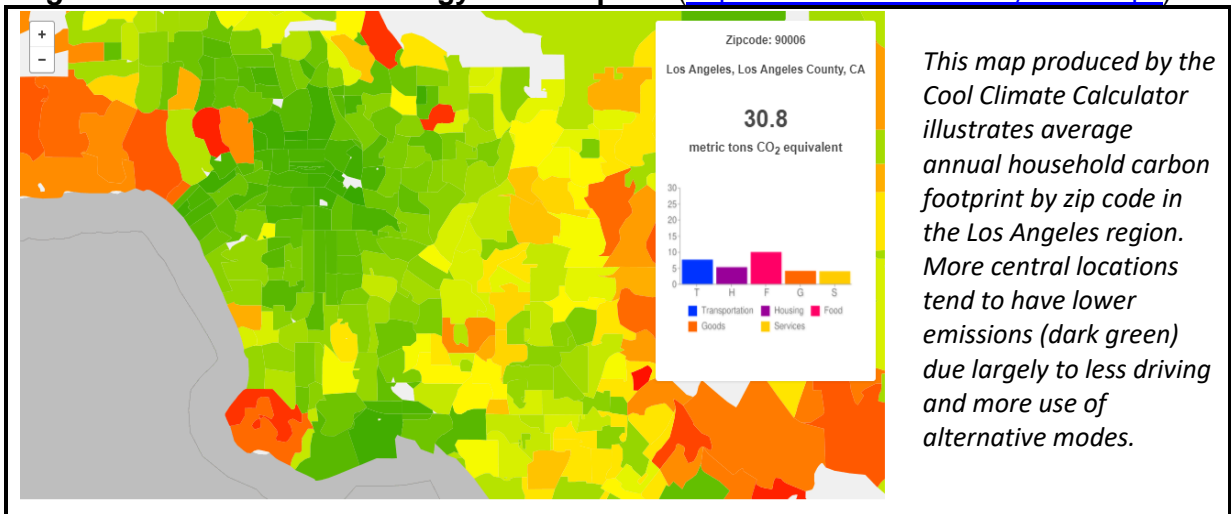 +
−
Zipcode: 90006
Los Angeles, Los Angeles County, CA
30.8
metric tons CO2 equivalent
30
25
20
15
10
5
0
T H F G S
Transportation Housing Food
Goods Services
This map produced by the
Cool Climate Calculator
illustrates average
annual household carbon
footprint by zip code in
the Los Angeles region.
More central locations
tend to have lower
emissions (dark green)
due largely to less driving
and more use of
alternative modes.